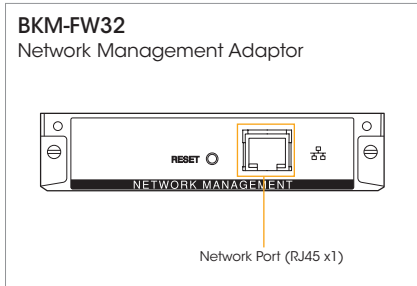 BKM-FW32
Network Management Adaptor
RESET
NETWORK MANAGEMENT
Network Port (RJ45 x1)